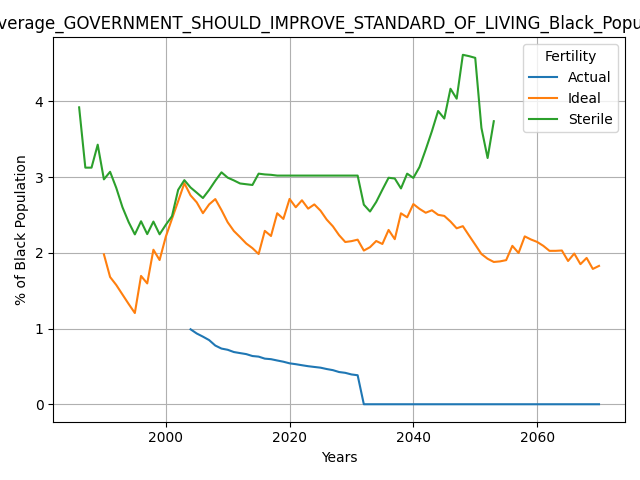 verage_GOVERNMENT_SHOULD_IMPROVE_STANDARD_OF_LIVING_Black_Popu
Fertility
Actual
Ideal
Sterile
% of Black Population
4
3
2
1
0
2000 2020 2040 2060
Years